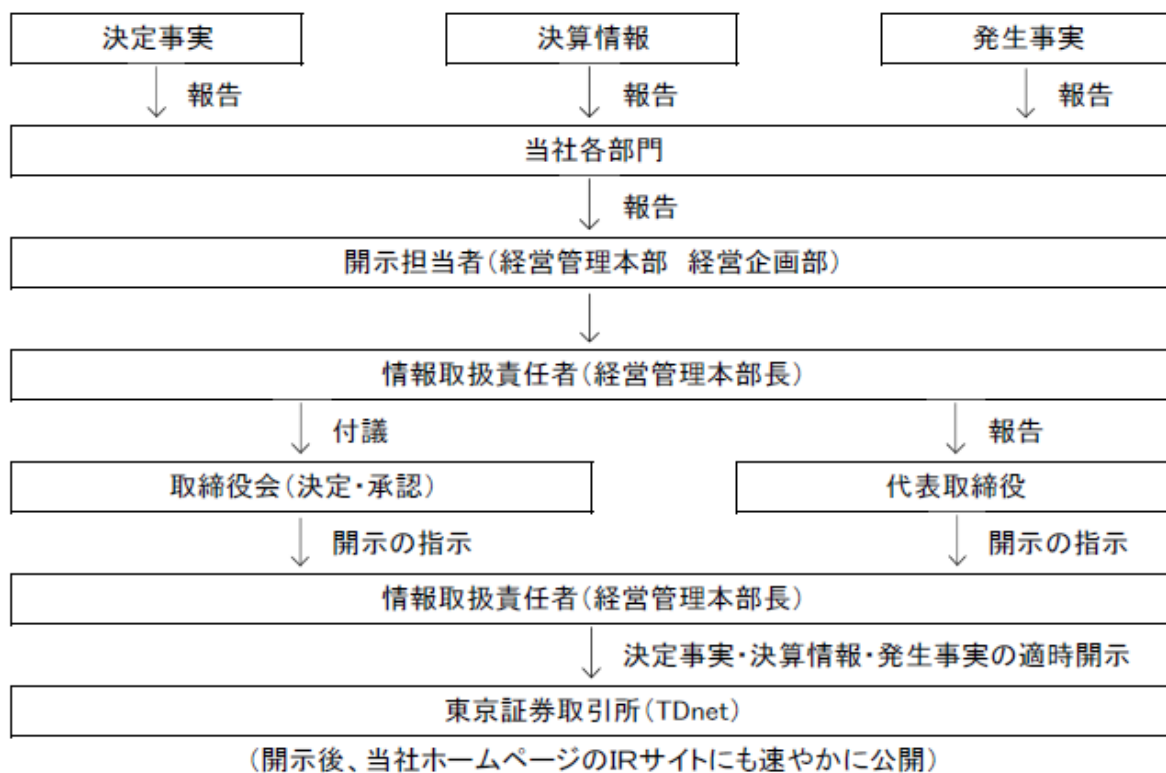 決定事実
決算情報
発生事実
報告
報告
報告
当社各部門
報告
開示担当者(経営管理本部　経営企画部)
情報取扱責任者(経営管理本部長)
付議
報告
取締役会(決定・承認)
代表取締役
開示の指示
開示の指示
情報取扱責任者(経営管理本部長)
決定事実・決算情報・発生事実の適時開示
東京証券取引所(TDnet)
(開示後、当社ホームページのIRサイトにも速やかに公開)